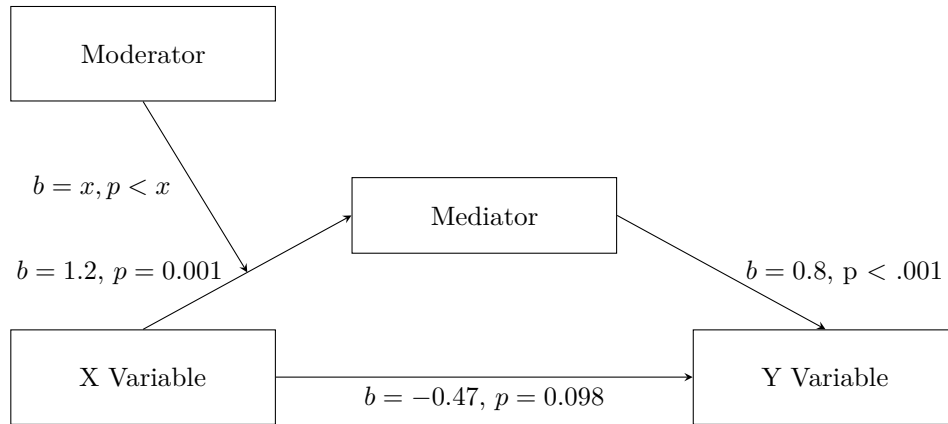 Moderator
b = x, p < x
Mediator
b = 1.2, p = 0.001
b = 0.8, p < .001
X Variable
Y Variable
b = −0.47, p = 0.098